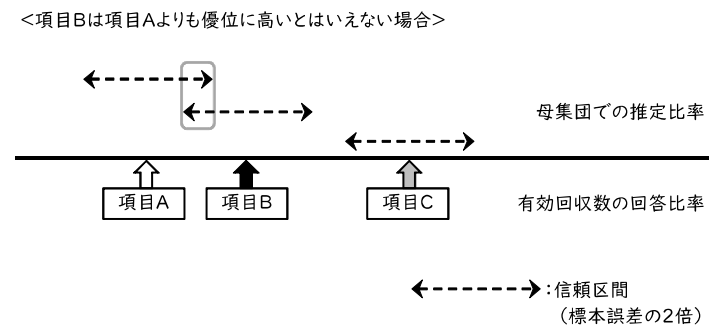 ＜項目Bは項目Aよりも優位に高いとはいえない場合＞
母集団での推定比率
項目A
項目B
項目C
有効回収数の回答比率
：信頼区間
（標本誤差の2倍）